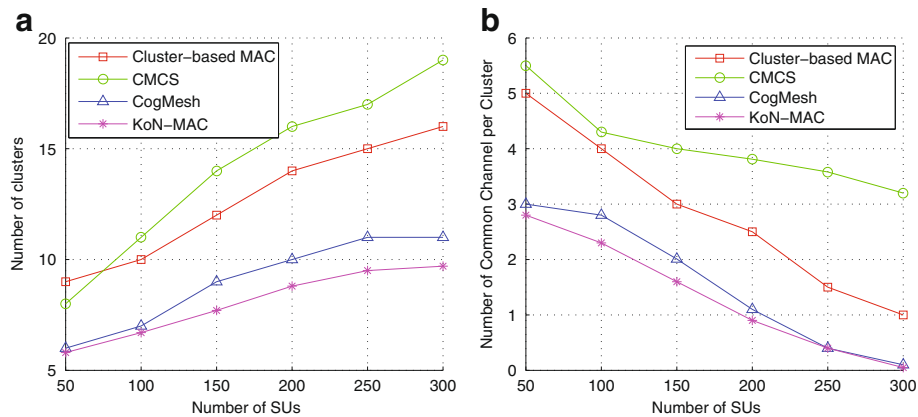 a
20
15
10
5
50
100
150
200
250
300
Number of clusters
Number of SUs
Cluster-based MAC
CMCS
CogMesh
KoN-MAC
b
6
5
4
3
2
1
0
50
100
150
200
250
300
Number of Common Channel per Cluster
Number of SUs
Cluster-based MAC
CMCS
CogMesh
KoN-MAC